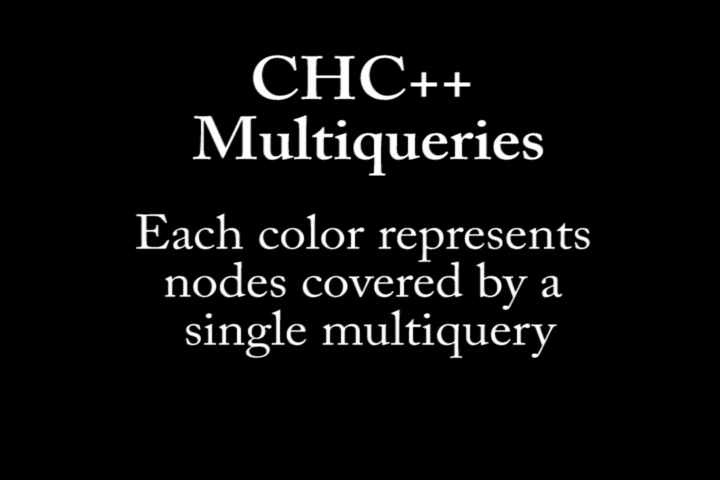 CHC++
Multiqueries
Each color represents
nodes covered by a
single multiquery